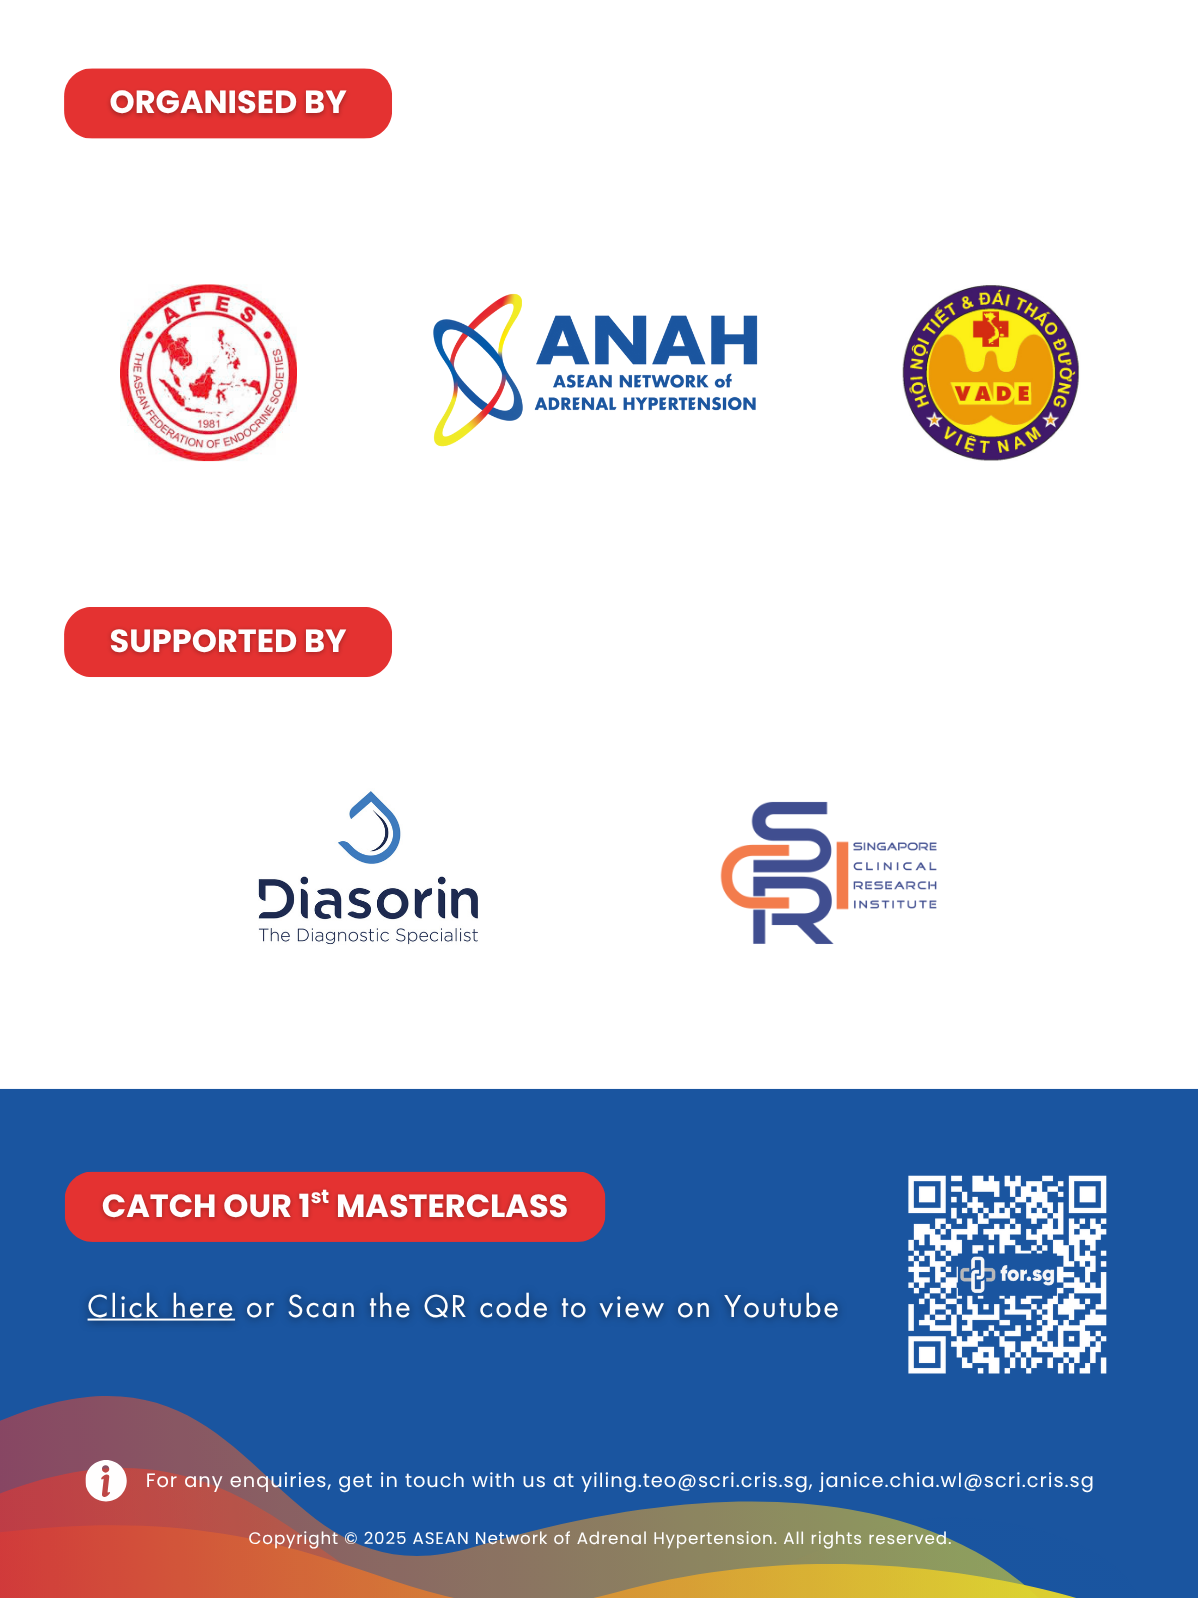 ORGANISED BY
AFES
THE ASEAN FEDERATION OF ENDOCRINE SOCIETIES
1981
ANAH
ASEAN NETWORK of
ADRENAL HYPERTENSION
HỘI NỘI TIẾT & ĐÁI THÁO ĐƯỜNG
VADE
VIỆT NAM
SUPPORTED BY
Diasorin
The Diagnostic Specialist
SCRI
SINGAPORE
CLINICAL
RESEARCH
INSTITUTE
CATCH OUR 1st MASTERCLASS
for.sg
Click here or Scan the QR code to view on Youtube
For any enquiries, get in touch with us at yiling.teo@scri.cris.sg, janice.chia.wl@scri.cris.sg
Copyright © 2025 ASEAN Network of Adrenal Hypertension. All rights reserved.